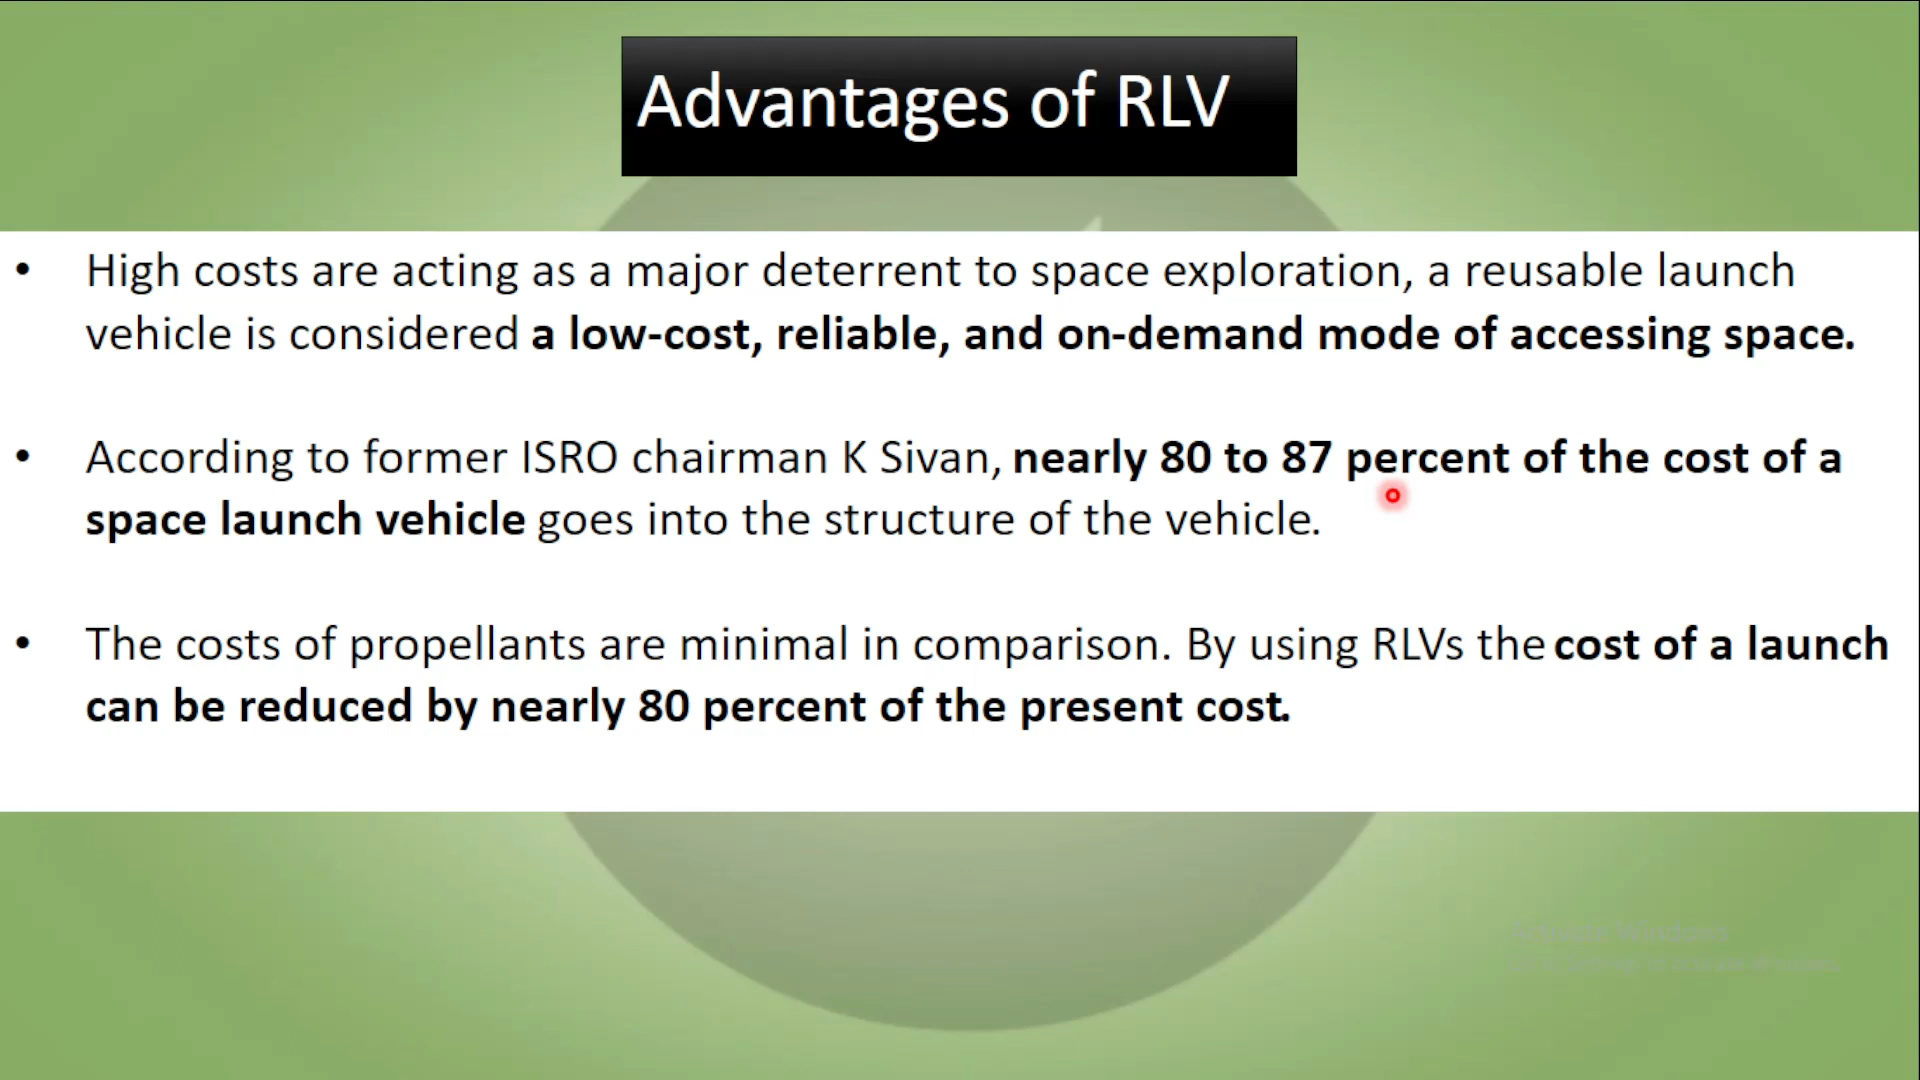 Advantages of RLV
• High costs are acting as a major deterrent to space exploration, a reusable launch
vehicle is considered a low-cost, reliable, and on-demand mode of accessing space.
• According to former ISRO chairman K Sivan, nearly 80 to 87 percent of the cost of a
space launch vehicle goes into the structure of the vehicle.
• The costs of propellants are minimal in comparison. By using RLVs the cost of a launch
can be reduced by nearly 80 percent of the present cost.
Activate Windows